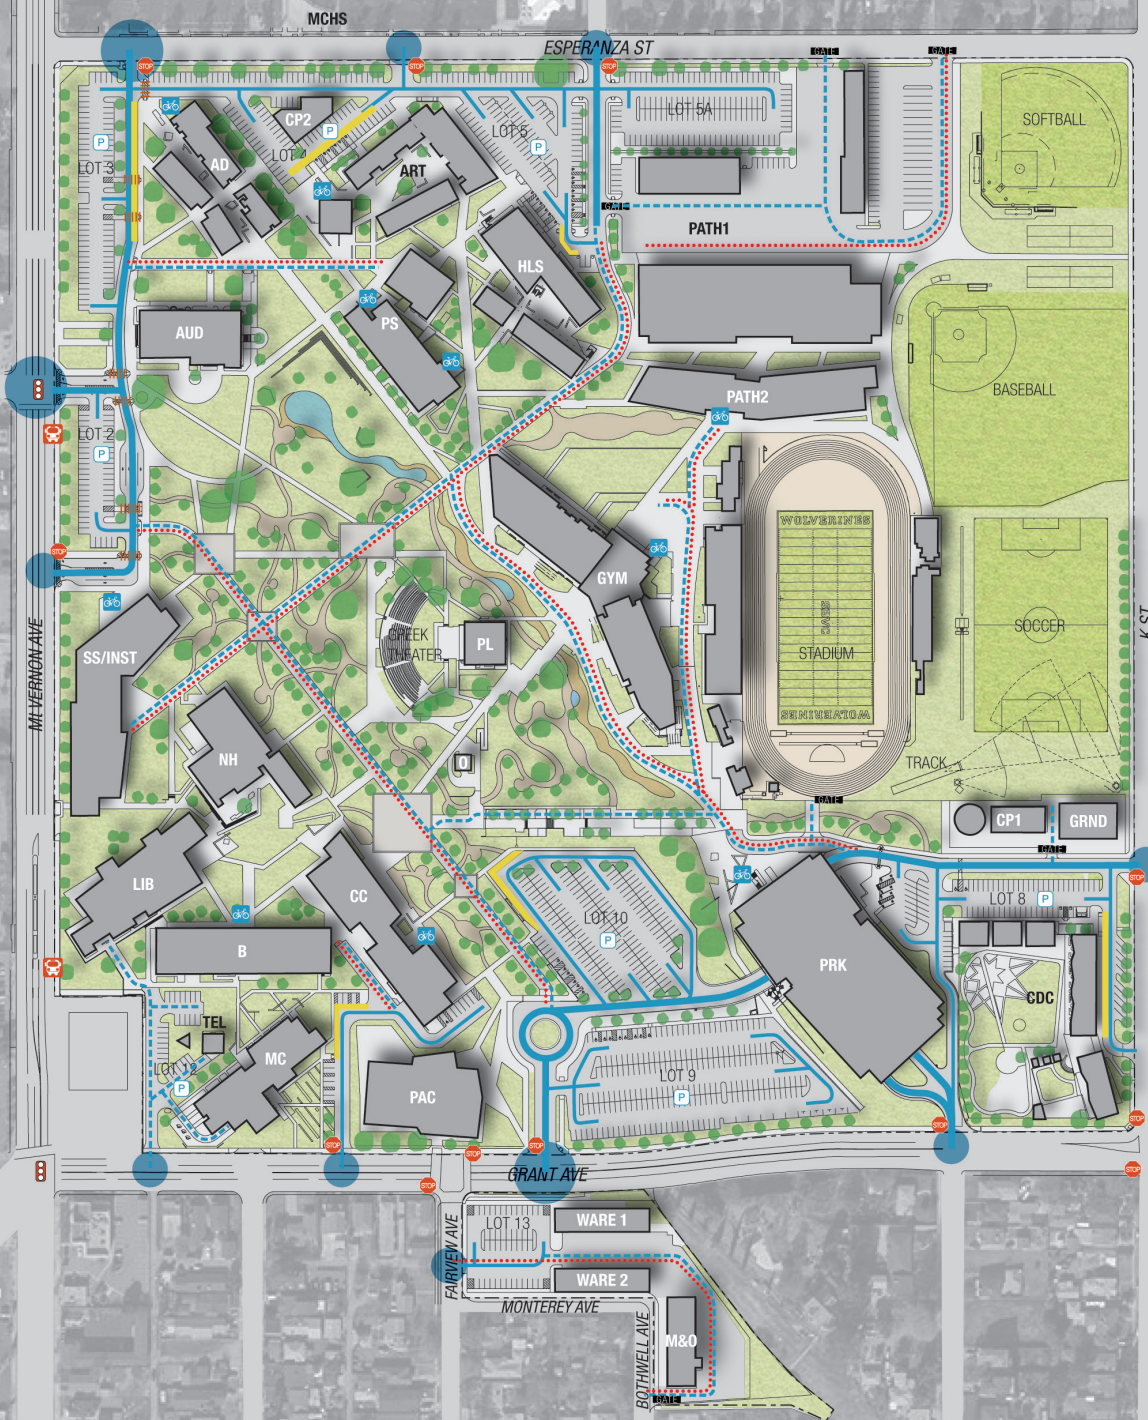 MCHS
ESPERANZA ST
GATE
GATE
STOP
STOP
STOP
CP2
P
LOT 5A
SOFTBALL
P
LOT 3
AD
LOT 4
ART
LOT 5
P
GATE
PATH1
HLS
PS
AUD
PATH2
BASEBALL
LOT 2
P
WOLVERINES
STOP
GYM
SBVC
SOCCER
K ST
MT VERNON AVE
SS/INST
GREEK
THEATER
PL
STADIUM
WOLVERINES
NH
O
TRACK
GATE
CP1
GRND
GATE
STOP
LIB
CC
LOT 10
P
LOT 8
P
B
PRK
CDC
TEL
MC
LOT 12
P
PAC
LOT 9
P
STOP
STOP
STOP
STOP
STOP
STOP
STOP
GRANT AVE
FAIRVIEW AVE
LOT 13
WARE 1
WARE 2
MONTEREY AVE
BOTHWELL AVE
M&O
GATE